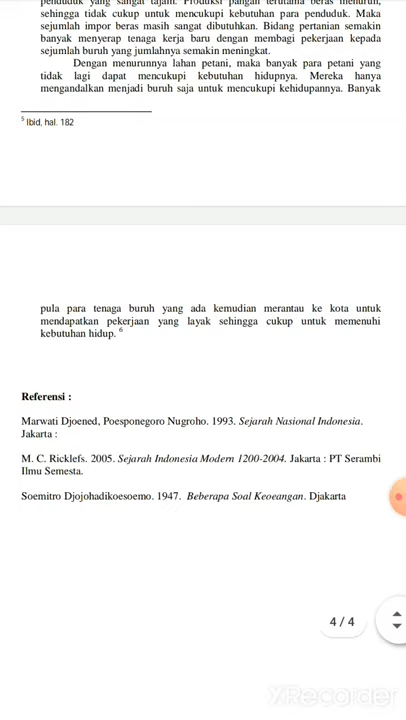 penduduk yang sangat tajam. Produksi pangan terutama beras menurun,
sehingga tidak cukup untuk mencukupi kebutuhan para penduduk. Maka
sejumlah impor beras masih sangat dibutuhkan. Bidang pertanian semakin
banyak menyerap tenaga kerja baru dengan membagi pekerjaan kepada
sejumlah buruh yang jumlahnya semakin meningkat.
Dengan menurunnya lahan petani, maka banyak para petani yang
tidak lagi dapat mencukupi kebutuhan hidupnya. Mereka hanya
mengandalkan menjadi buruh saja untuk mencukupi kehidupannya. Banyak
5 Ibid, hal. 182
pula para tenaga buruh yang ada kemudian merantau ke kota untuk
mendapatkan pekerjaan yang layak sehingga cukup untuk memenuhi
kebutuhan hidup. 6
Referensi :
Marwati Djoened, Poesponegoro Nugroho. 1993. Sejarah Nasional Indonesia.
Jakarta :
M. C. Ricklefs. 2005. Sejarah Indonesia Modern 1200-2004. Jakarta : PT Serambi
Ilmu Semesta.
Soemitro Djojohadikoesoemo. 1947. Beberapa Soal Keoeangan. Djakarta
4 / 4
XRecorder